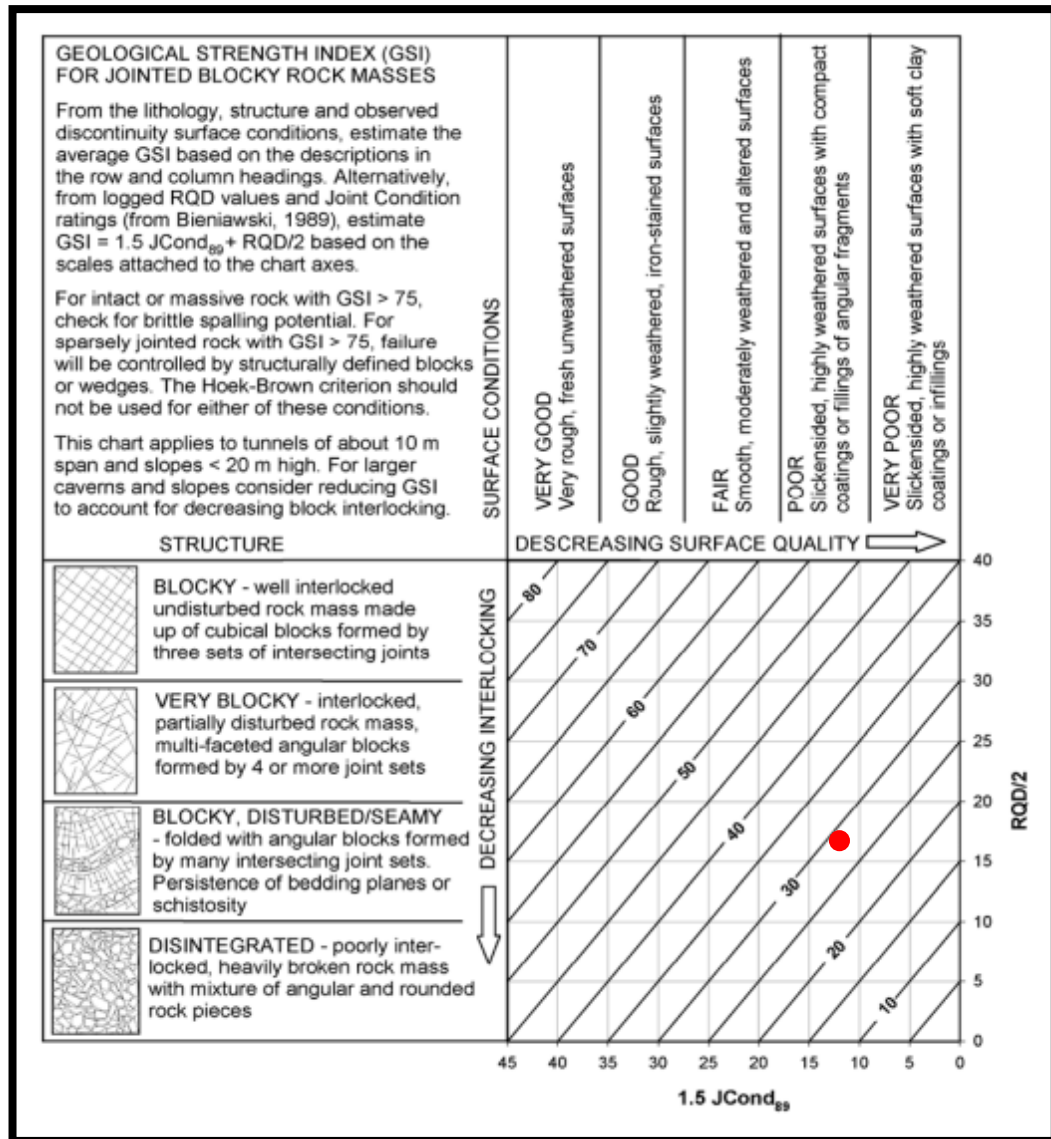 GEOLOGICAL STRENGTH INDEX (GSI)
FOR JOINTED BLOCKY ROCK MASSES
From the lithology, structure and observed
discontinuity surface conditions, estimate the
average GSI based on the descriptions in
the row and column headings. Alternatively,
from logged RQD values and Joint Condition
ratings (from Bieniawski, 1989), estimate
GSI = 1.5 JCond89 + RQD/2 based on the
scales attached to the chart axes.
For intact or massive rock with GSI > 75,
check for brittle spalling potential. For
sparsely jointed rock with GSI > 75, failure
will be controlled by structurally defined blocks
or wedges. The Hoek-Brown criterion should
not be used for either of these conditions.
This chart applies to tunnels of about 10 m
span and slopes < 20 m high. For larger
caverns and slopes consider reducing GSI
to account for decreasing block interlocking.
SURFACE CONDITIONS
VERY GOOD
Very rough, fresh unweathered surfaces
GOOD
Rough, slightly weathered, iron-stained surfaces
FAIR
Smooth, moderately weathered and altered surfaces
POOR
Slickensided, highly weathered surfaces with compact
coatings or fillings of angular fragments
VERY POOR
Slickensided, highly weathered surfaces with soft clay
coatings or infillings
STRUCTURE
DESCREASING SURFACE QUALITY
BLOCKY - well interlocked
undisturbed rock mass made
up of cubical blocks formed by
three sets of intersecting joints
VERY BLOCKY - interlocked,
partially disturbed rock mass,
multi-faceted angular blocks
formed by 4 or more joint sets
BLOCKY, DISTURBED/SEAMY
- folded with angular blocks formed
by many intersecting joint sets.
Persistence of bedding planes or
schistosity
DISINTEGRATED - poorly inter-
locked, heavily broken rock mass
with mixture of angular and rounded
rock pieces
DECREASING INTERLOCKING
80
70
60
50
40
30
20
10
40
35
30
25
20
15
10
5
0
RQD/2
45 40 35 30 25 20 15 10 5 0
1.5 JCond89